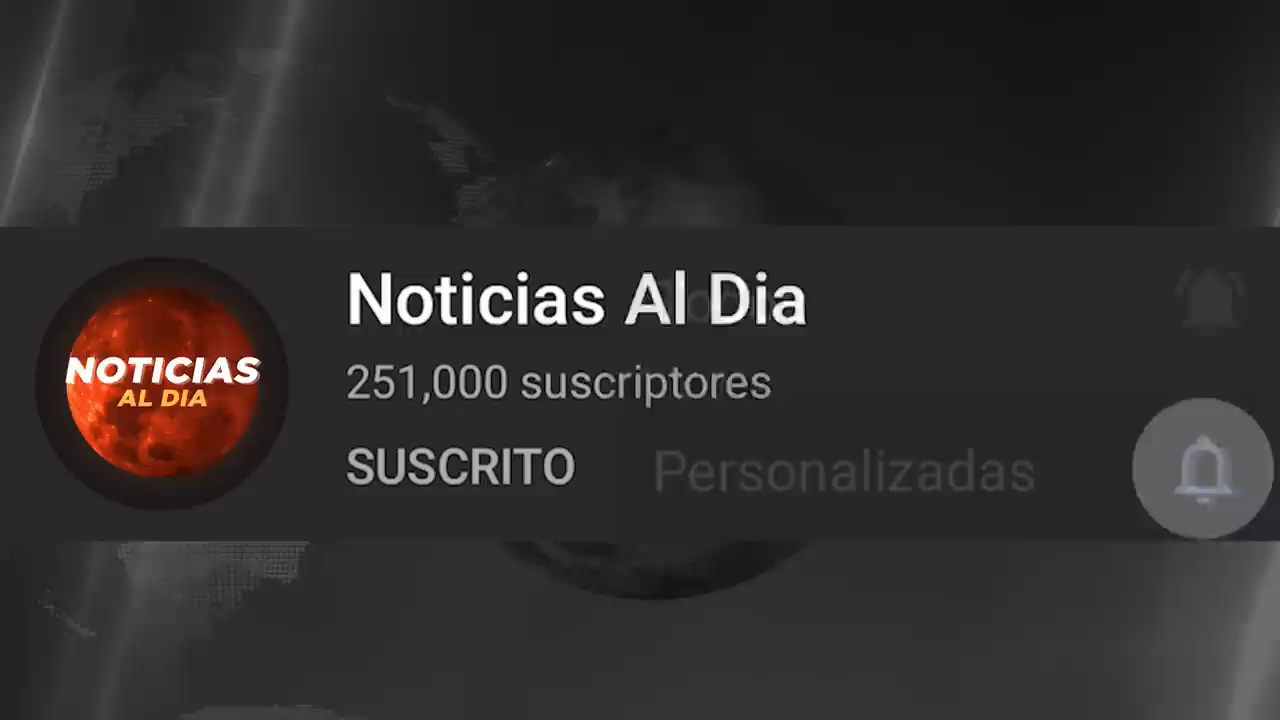 Noticias Al Dia
251,000 suscriptores
NOTICIAS
AL DIA
SUSCRITO
Personalizadas